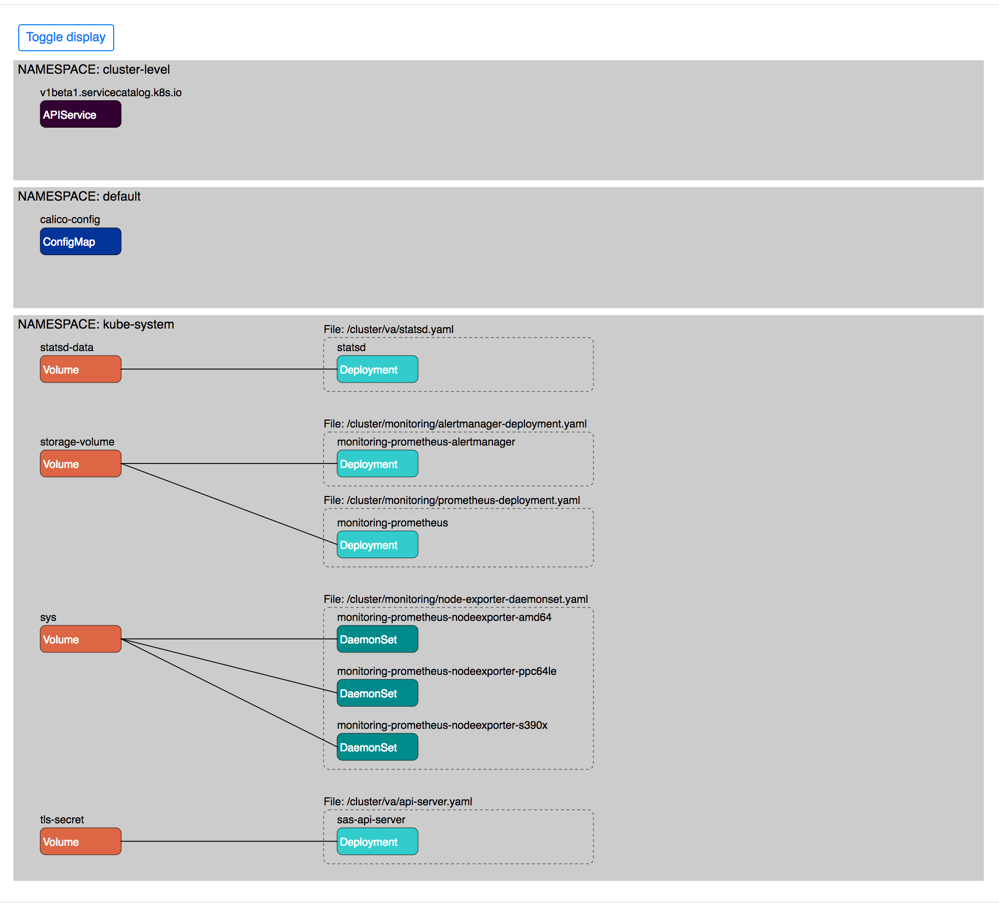 Toggle display
NAMESPACE: cluster-level
v1beta1.servicecatalog.k8s.io
APIService
NAMESPACE: default
calico-config
ConfigMap
NAMESPACE: kube-system
File: /cluster/va/statsd.yaml
statsd-data
statsd
Volume
Deployment
File: /cluster/monitoring/alertmanager-deployment.yaml
storage-volume
monitoring-prometheus-alertmanager
Volume
Deployment
File: /cluster/monitoring/prometheus-deployment.yaml
monitoring-prometheus
Deployment
File: /cluster/monitoring/node-exporter-daemonset.yaml
sys
monitoring-prometheus-nodeexporter-amd64
Volume
DaemonSet
monitoring-prometheus-nodeexporter-ppc64le
DaemonSet
monitoring-prometheus-nodeexporter-s390x
DaemonSet
File: /cluster/va/api-server.yaml
tls-secret
sas-api-server
Volume
Deployment